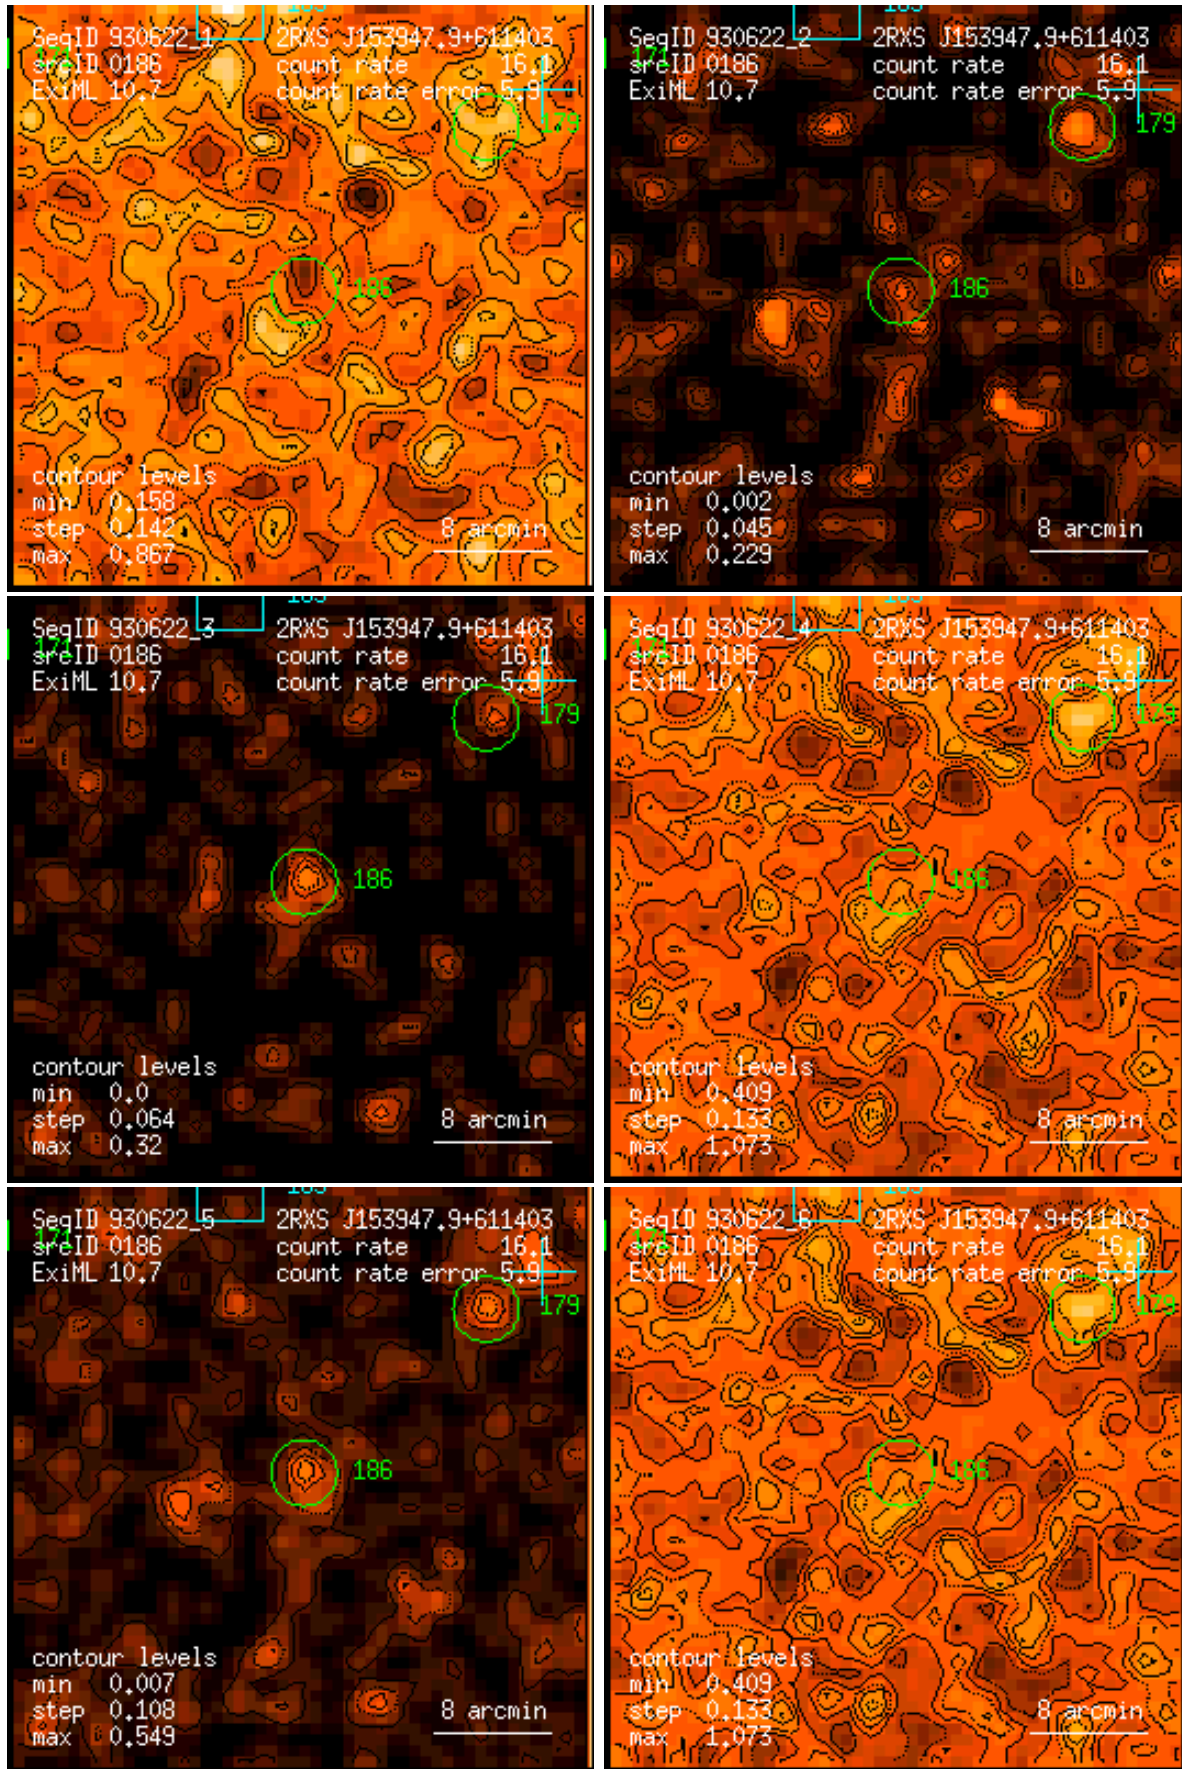 SeqID 930622_1 2RXS J153947.9+611403
171
srcID 0186 count rate 16.1
ExiML 10.7 count rate error 5.9
179
186
contour levels
min 0.158
step 0.142 8 arcmin
max 0.867
SeqID 930622_2 2RXS J153947.9+611403
171
srcID 0186 count rate 16.1
ExiML 10.7 count rate error 5.9
179
186
contour levels
min 0.002
step 0.045 8 arcmin
max 0.229
SeqID 930622_3 2RXS J153947.9+611403
171
srcID 0186 count rate 16.1
ExiML 10.7 count rate error 5.9
179
186
contour levels
min 0.0
step 0.064 8 arcmin
max 0.32
SeqID 930622_4 2RXS J153947.9+611403
171
srcID 0186 count rate 16.1
ExiML 10.7 count rate error 5.9
179
186
contour levels
min 0.409
step 0.133 8 arcmin
max 1.073
SeqID 930622_5 2RXS J153947.9+611403
171
srcID 0186 count rate 16.1
ExiML 10.7 count rate error 5.9
179
186
contour levels
min 0.007
step 0.108 8 arcmin
max 0.549
SeqID 930622_6 2RXS J153947.9+611403
171
srcID 0186 count rate 16.1
ExiML 10.7 count rate error 5.9
179
186
contour levels
min 0.409
step 0.133 8 arcmin
max 1.073